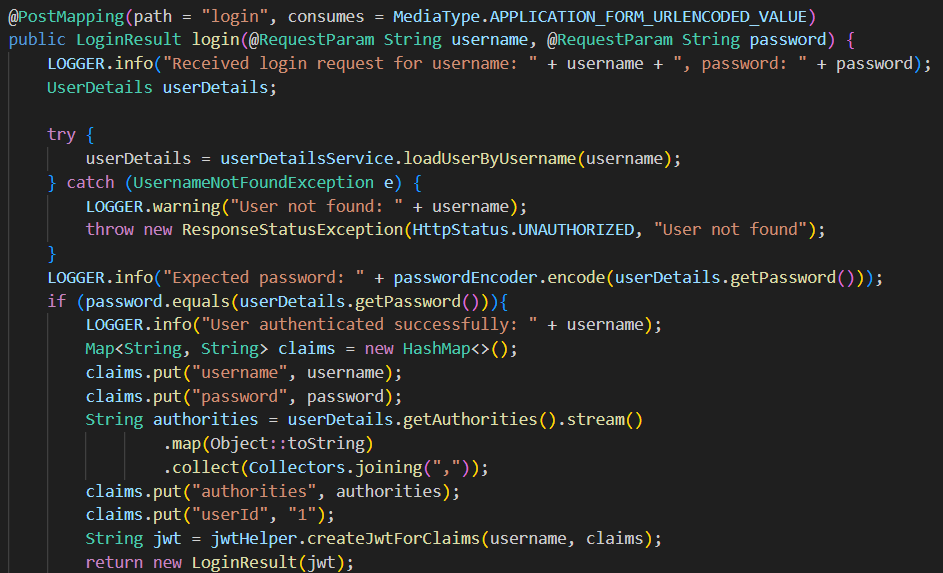 @PostMapping(path = "login", consumes = MediaType.APPLICATION_FORM_URLENCODED_VALUE)
public LoginResult login(@RequestParam String username, @RequestParam String password) {
    LOGGER.info("Received login request for username: " + username + ", password: " + password);
    UserDetails userDetails;

    try {
        userDetails = userDetailsService.loadUserByUsername(username);
    } catch (UsernameNotFoundException e) {
        LOGGER.warning("User not found: " + username);
        throw new ResponseStatusException(HttpStatus.UNAUTHORIZED, "User not found");
    }
    LOGGER.info("Expected password: " + passwordEncoder.encode(userDetails.getPassword()));
    if (password.equals(userDetails.getPassword())){
        LOGGER.info("User authenticated successfully: " + username);
        Map<String, String> claims = new HashMap<>();
        claims.put("username", username);
        claims.put("password", password);
        String authorities = userDetails.getAuthorities().stream()
                .map(Object::toString)
                .collect(Collectors.joining(","));
        claims.put("authorities", authorities);
        claims.put("userId", "1");
        String jwt = jwtHelper.createJwtForClaims(username, claims);
        return new LoginResult(jwt);